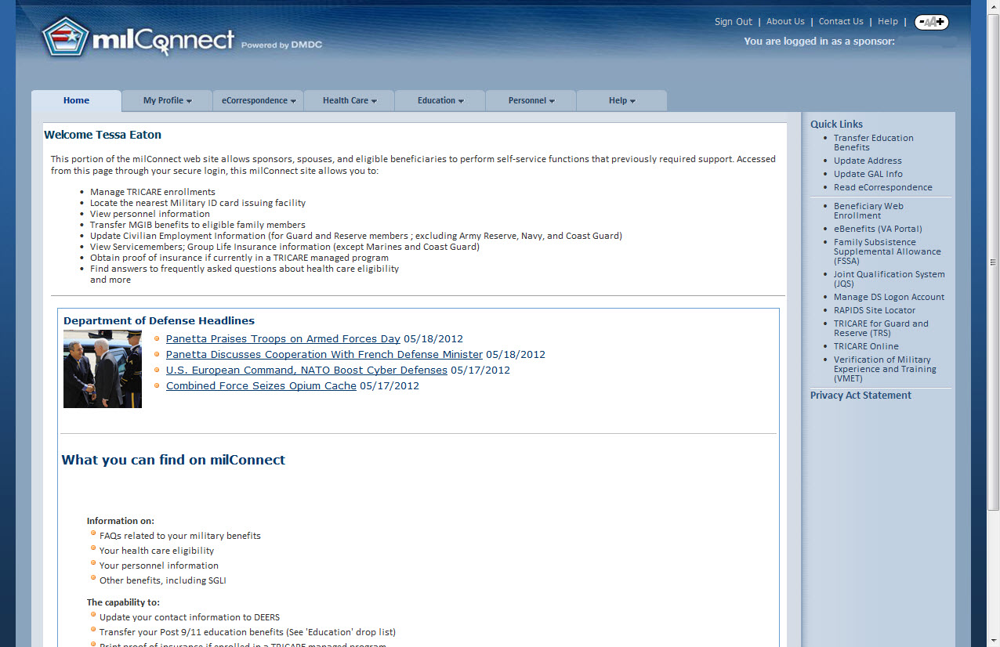 Sign Out | About Us | Contact Us | Help | - A A A +
milConnect Powered by DMDC
You are logged in as a sponsor:
Home
My Profile
eCorrespondence
Health Care
Education
Personnel
Help
Welcome Tessa Eaton
This portion of the milConnect web site allows sponsors, spouses, and eligible beneficiaries to perform self-service functions that previously required support. Accessed
from this page through your secure login, this milConnect site allows you to:
Manage TRICARE enrollments
Locate the nearest Military ID card issuing facility
View personnel information
Transfer MGIB benefits to eligible family members
Update Civilian Employment Information (for Guard and Reserve members ; excluding Army Reserve, Navy, and Coast Guard)
View Servicemembers; Group Life Insurance information (except Marines and Coast Guard)
Obtain proof of insurance if currently in a TRICARE managed program
Find answers to frequently asked questions about health care eligibility
and more
Department of Defense Headlines
Panetta Praises Troops on Armed Forces Day 05/18/2012
Panetta Discusses Cooperation With French Defense Minister 05/18/2012
U.S. European Command, NATO Boost Cyber Defenses 05/17/2012
Combined Force Seizes Opium Cache 05/17/2012
What you can find on milConnect
Information on:
FAQs related to your military benefits
Your health care eligibility
Your personnel information
Other benefits, including SGLI
The capability to:
Update your contact information to DEERS
Transfer your Post 9/11 education benefits (See 'Education' drop list)
Print proof of insurance if enrolled in a TRICARE managed program
Quick Links
Transfer Education
Benefits
Update Address
Update GAL Info
Read eCorrespondence
Beneficiary Web
Enrollment
eBenefits (VA Portal)
Family Subsistence
Supplemental Allowance
(FSSA)
Joint Qualification System
(JQS)
Manage DS Logon Account
RAPIDS Site Locator
TRICARE for Guard and
Reserve (TRS)
TRICARE Online
Verification of Military
Experience and Training
(VMET)
Privacy Act Statement